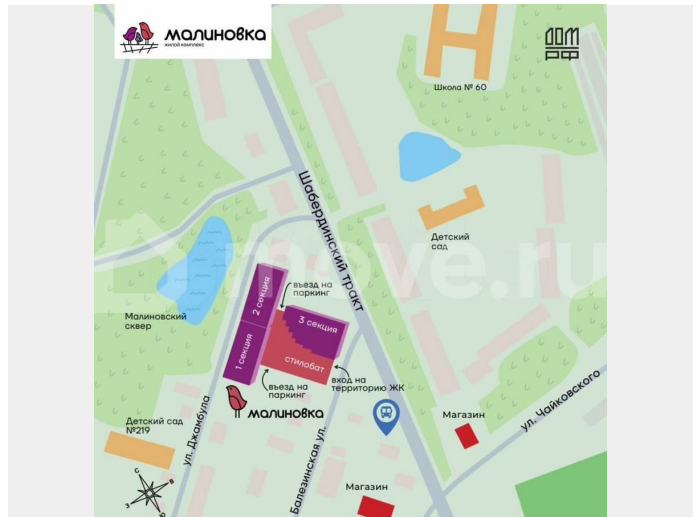 малиновка
жилой комплекс
ДОМ
РФ
Школа № 60
Шабердинский тракт
Детский
сад
move.ru
Малиновский
сквер
въезд на
паркинг
2 секция
3 секция
1 секция
стилобат
въезд на
паркинг
вход на
территорию ЖК
малиновка
Детский сад
№219
ул. Джамбула
Балезинская ул.
Магазин
ул. Чайковского
Магазин
С
В
З
Ю